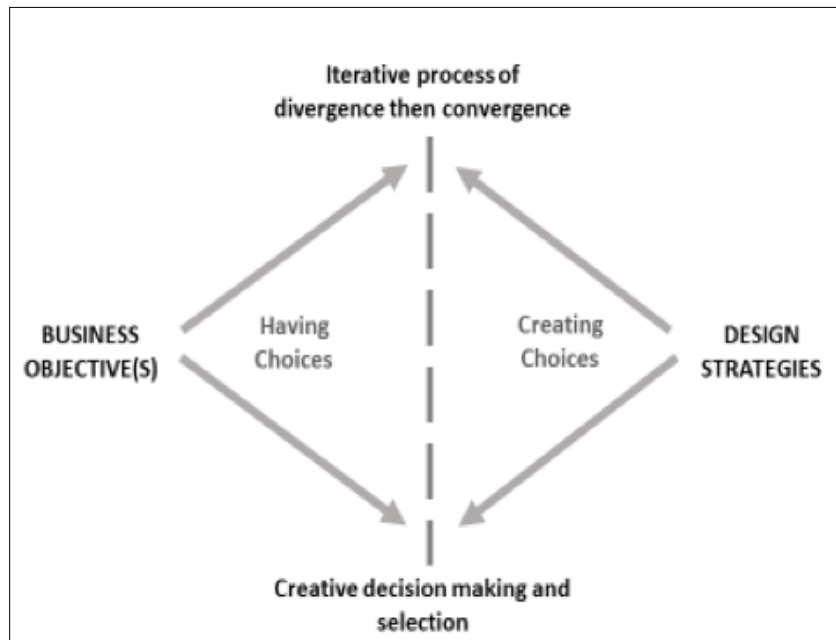 Iterative process of
divergence then convergence
BUSINESS
OBJECTIVE(S)
Having
Choices
Creating
Choices
DESIGN
STRATEGIES
Creative decision making and
selection